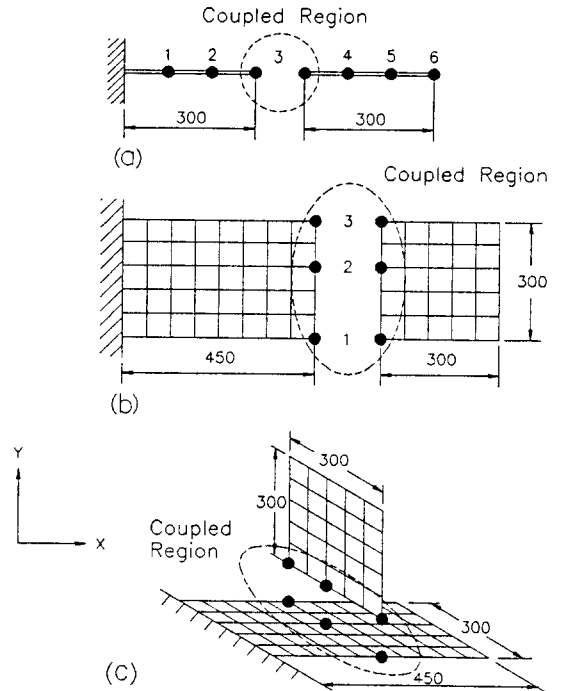 Coupled Region
1 2 3 4 5 6
300 300
(a)
Coupled Region
3
2
300
1
450 300
(b)
Y
X
300
300
Coupled
Region
300
450
(c)